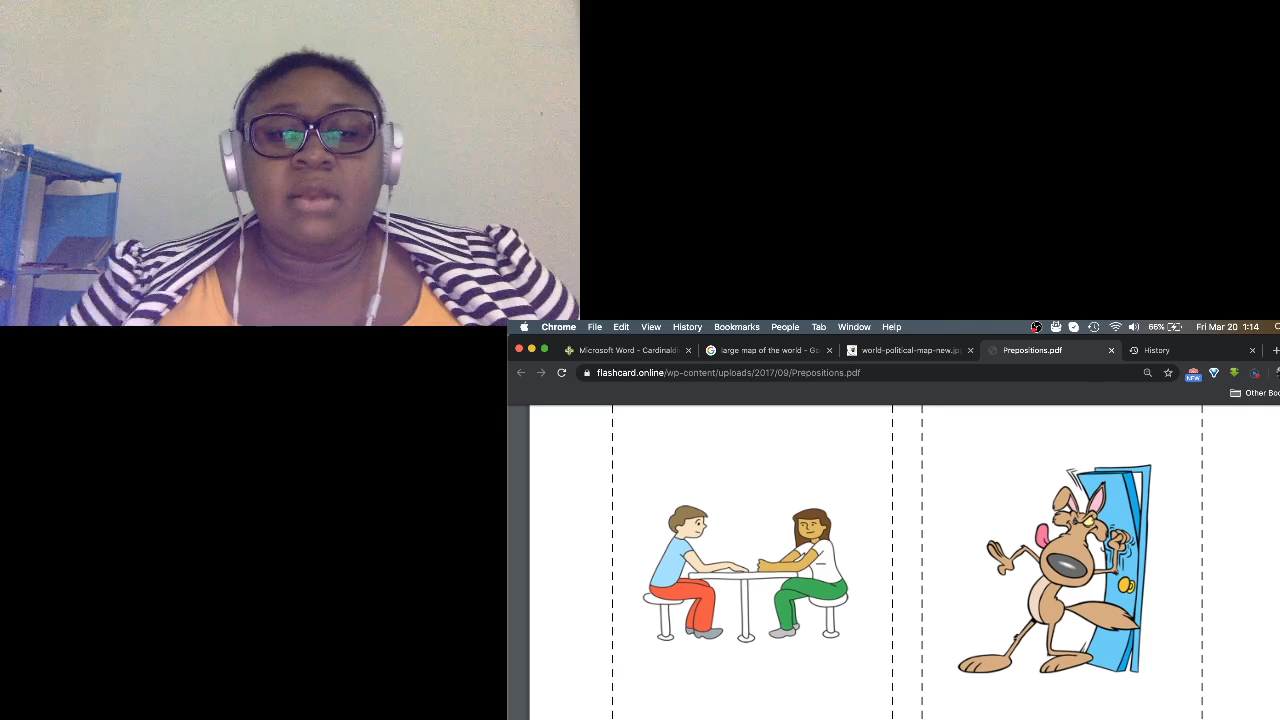 Chrome File Edit View History Bookmarks People Tab Window Help 66% Fri Mar 20 1:14
Microsoft Word - Cardinaldi large map of the world - Go world-political-map-new.jp Prepositions.pdf History
flashcard.online/wp-content/uploads/2017/09/Prepositions.pdf NEW
Other Boo